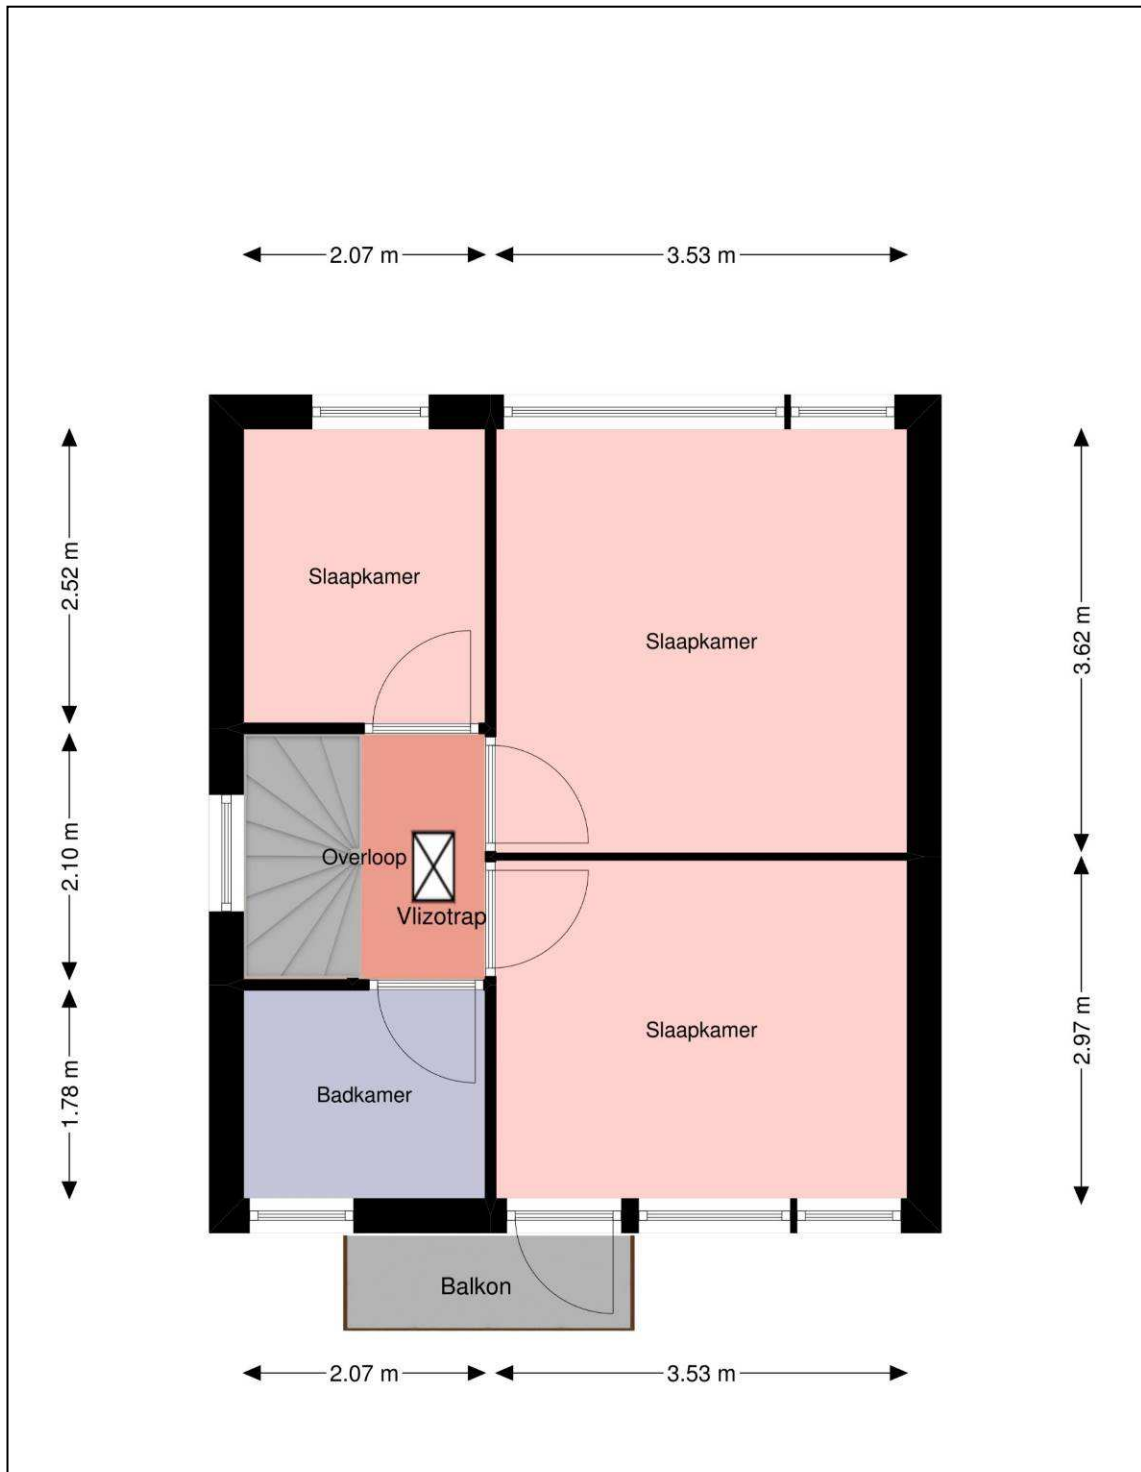 2.07 m
3.53 m
2.52 m
Slaapkamer
Slaapkamer
3.62 m
2.10 m
Overloop
Vlizotrap
Slaapkamer
2.97 m
1.78 m
Badkamer
Balkon
2.07 m
3.53 m